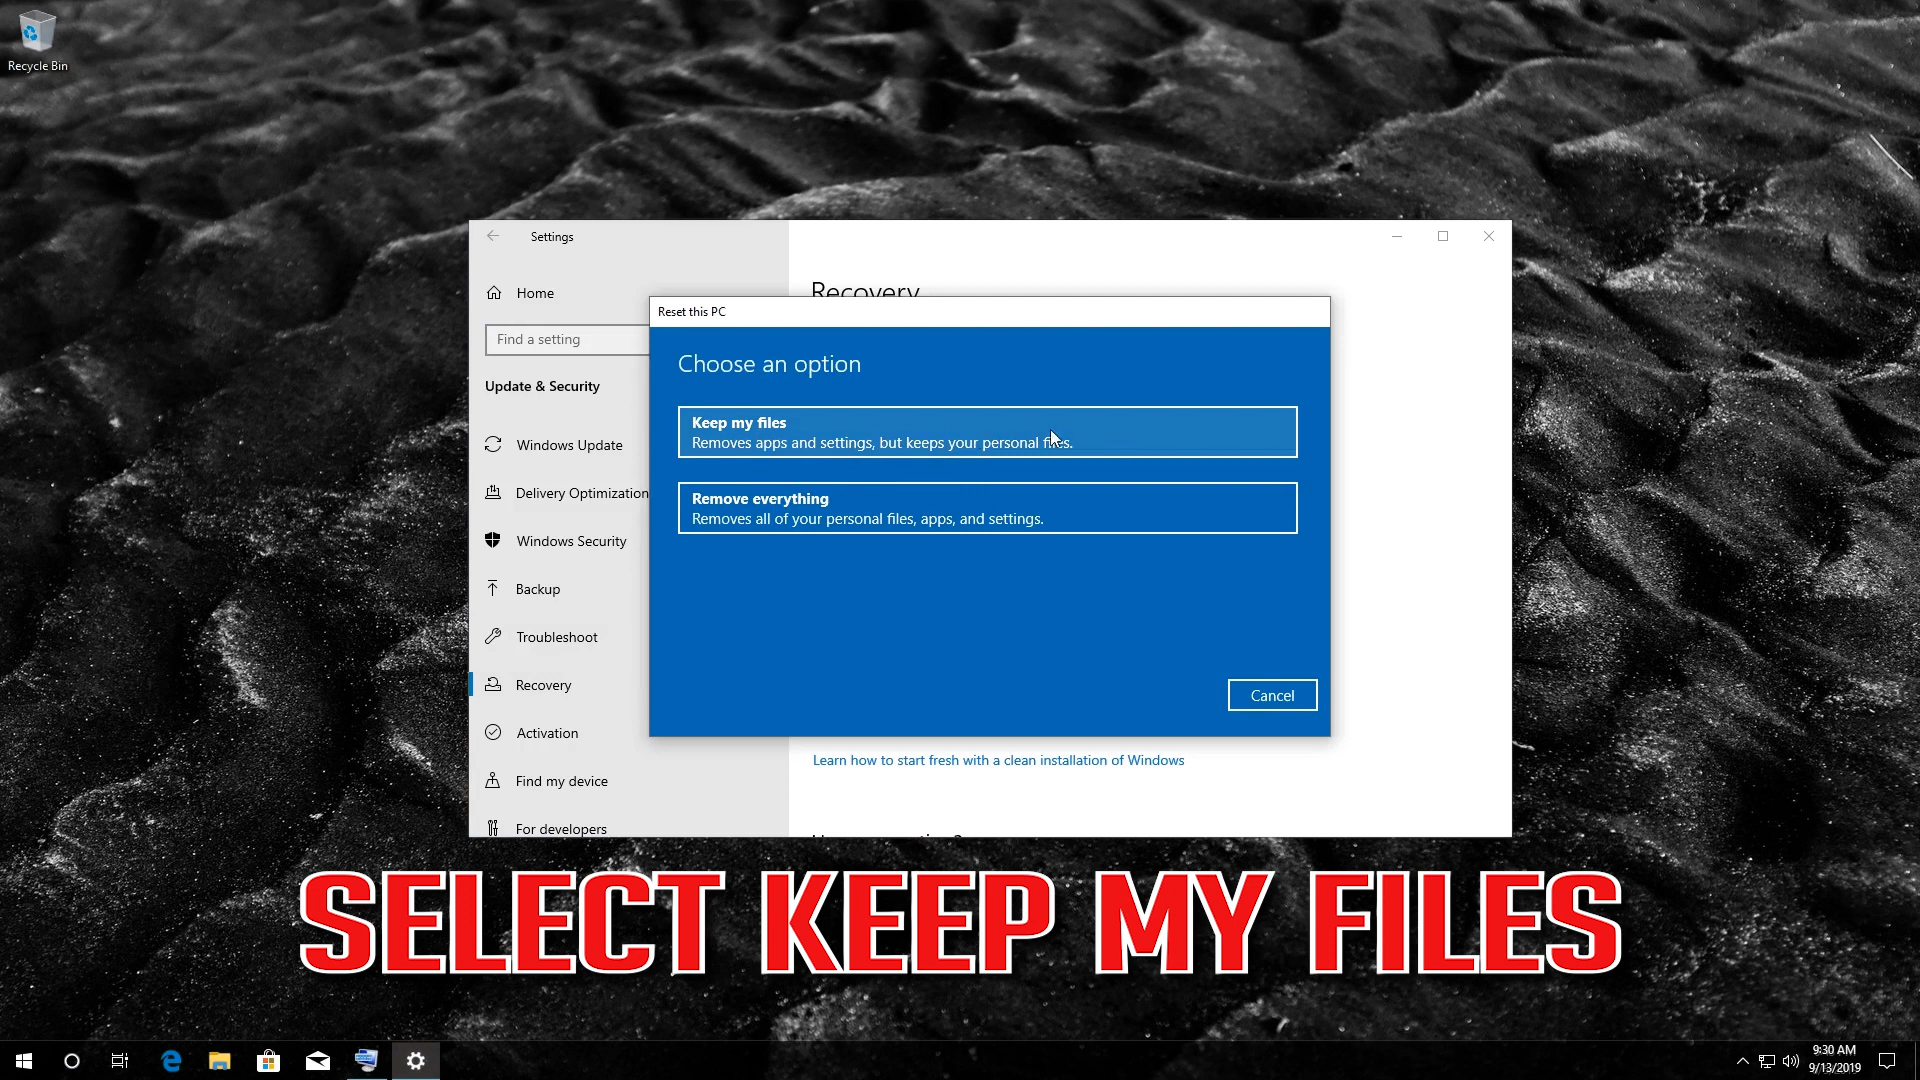 Recycle Bin
Settings
Home
Find a setting
Update & Security
Windows Update
Delivery Optimization
Windows Security
Backup
Troubleshoot
Recovery
Activation
Find my device
For developers
Recovery
Reset this PC
Choose an option
Keep my files
Removes apps and settings, but keeps your personal files.
Remove everything
Removes all of your personal files, apps, and settings.
Cancel
Learn how to start fresh with a clean installation of Windows
SELECT KEEP MY FILES
9:30 AM
9/13/2019